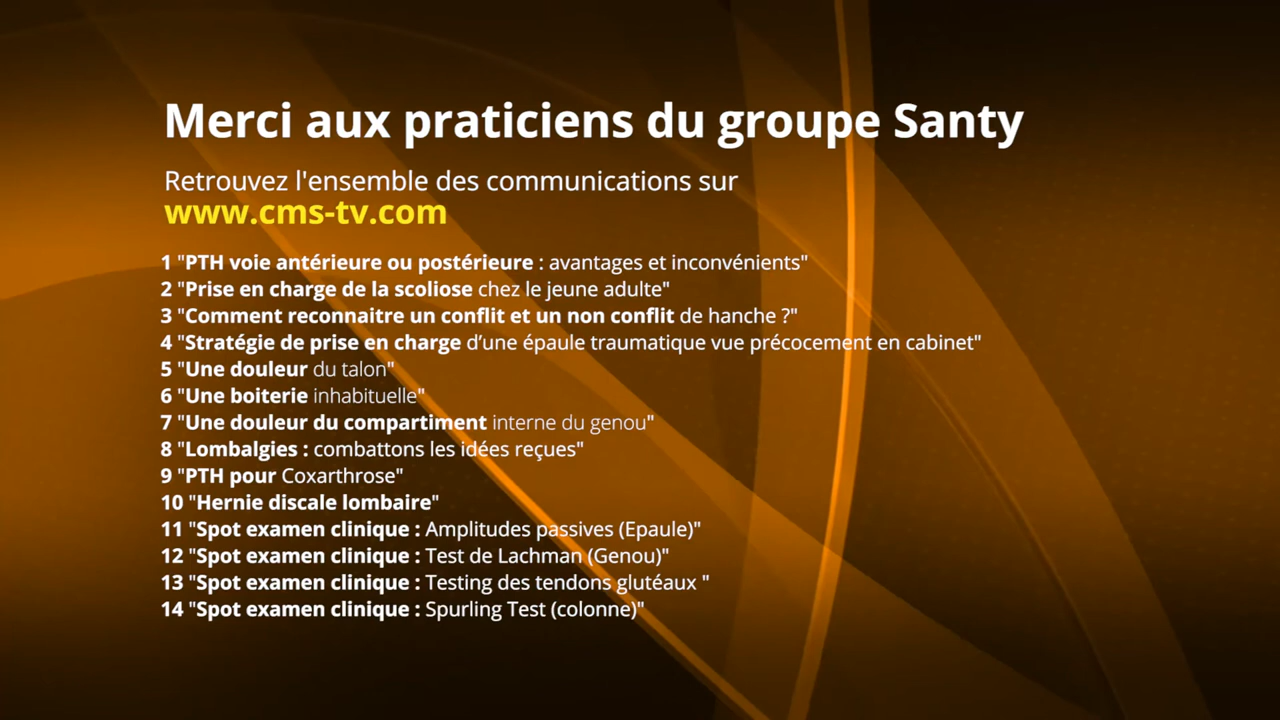 Merci aux praticiens du groupe Santy
Retrouvez l'ensemble des communications sur
www.cms-tv.com
1 "PTH voie antérieure ou postérieure : avantages et inconvénients"
2 "Prise en charge de la scoliose chez le jeune adulte"
3 "Comment reconnaitre un conflit et un non conflit de hanche ?"
4 "Stratégie de prise en charge d’une épaule traumatique vue précocement en cabinet"
5 "Une douleur du talon"
6 "Une boiterie inhabituelle"
7 "Une douleur du compartiment interne du genou"
8 "Lombalgies : combattons les idées reçues"
9 "PTH pour Coxarthrose"
10 "Hernie discale lombaire"
11 "Spot examen clinique : Amplitudes passives (Epaule)"
12 "Spot examen clinique : Test de Lachman (Genou)"
13 "Spot examen clinique : Testing des tendons glutéaux "
14 "Spot examen clinique : Spurling Test (colonne)"